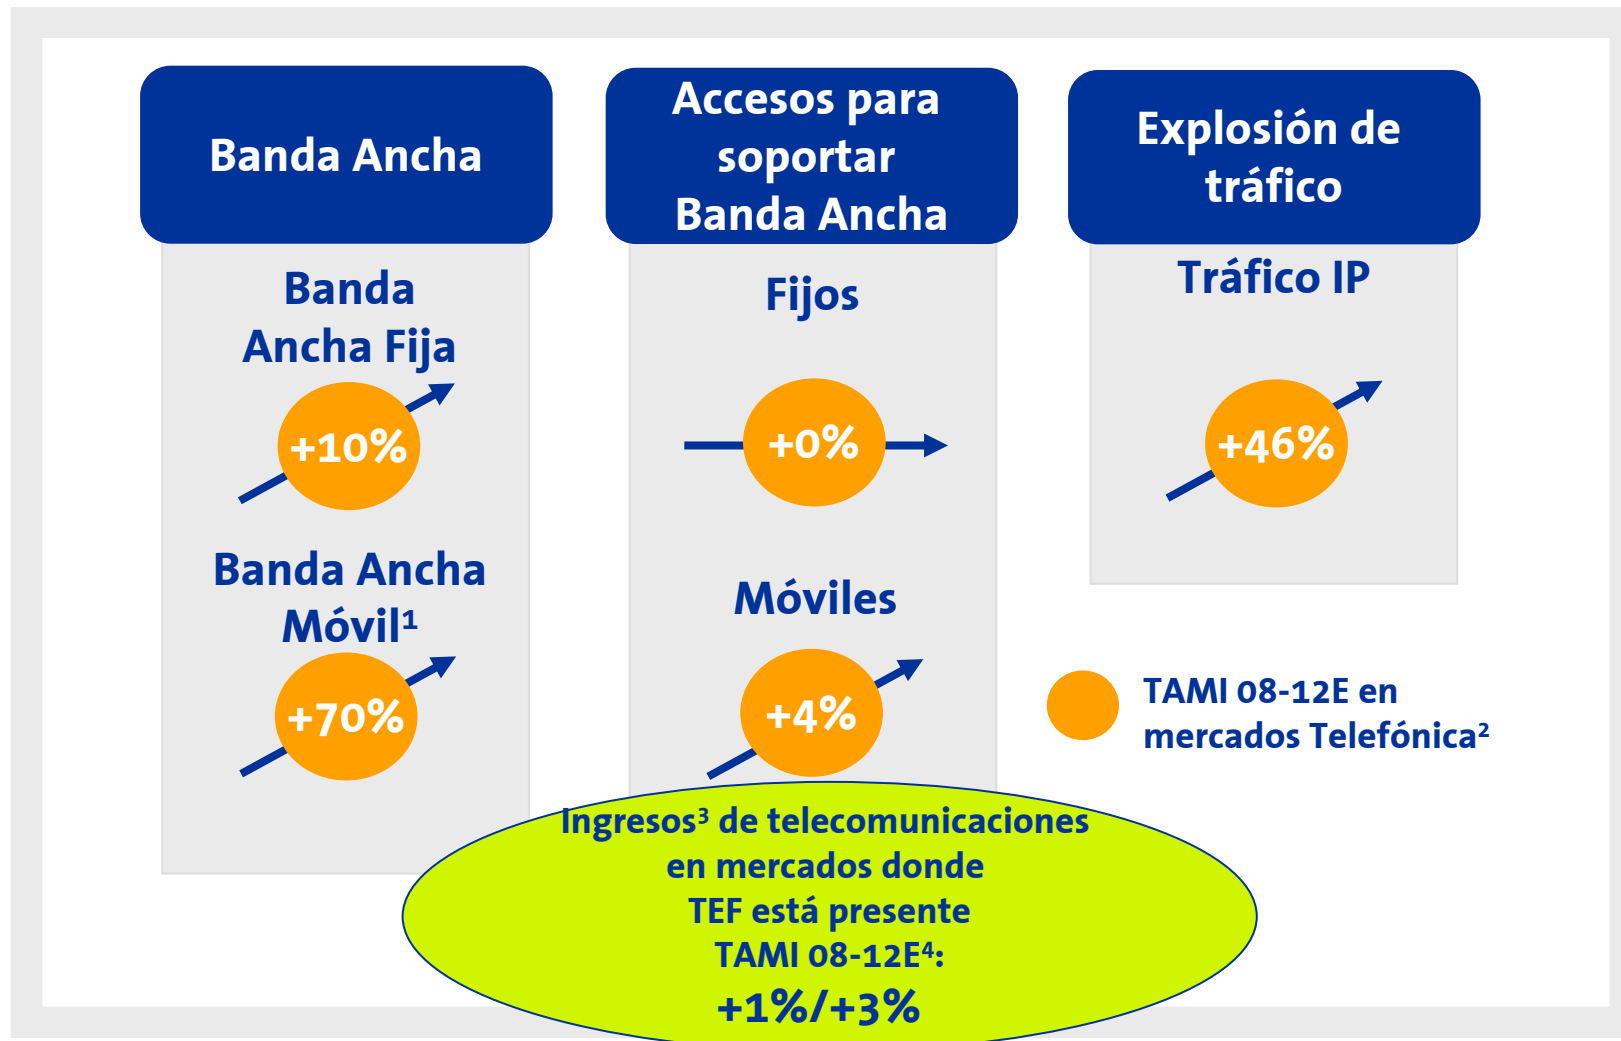 Banda Ancha
Banda
Ancha Fija
+10%
Banda Ancha
Móvil¹
+70%
Accesos para
soportar
Banda Ancha
Fijos
+0%
Móviles
+4%
Explosión de
tráfico
Tráfico IP
+46%
TAMI 08-12E en
mercados Telefónica²
Ingresos³ de telecomunicaciones
en mercados donde
TEF está presente
TAMI 08-12E⁴:
+1%/+3%